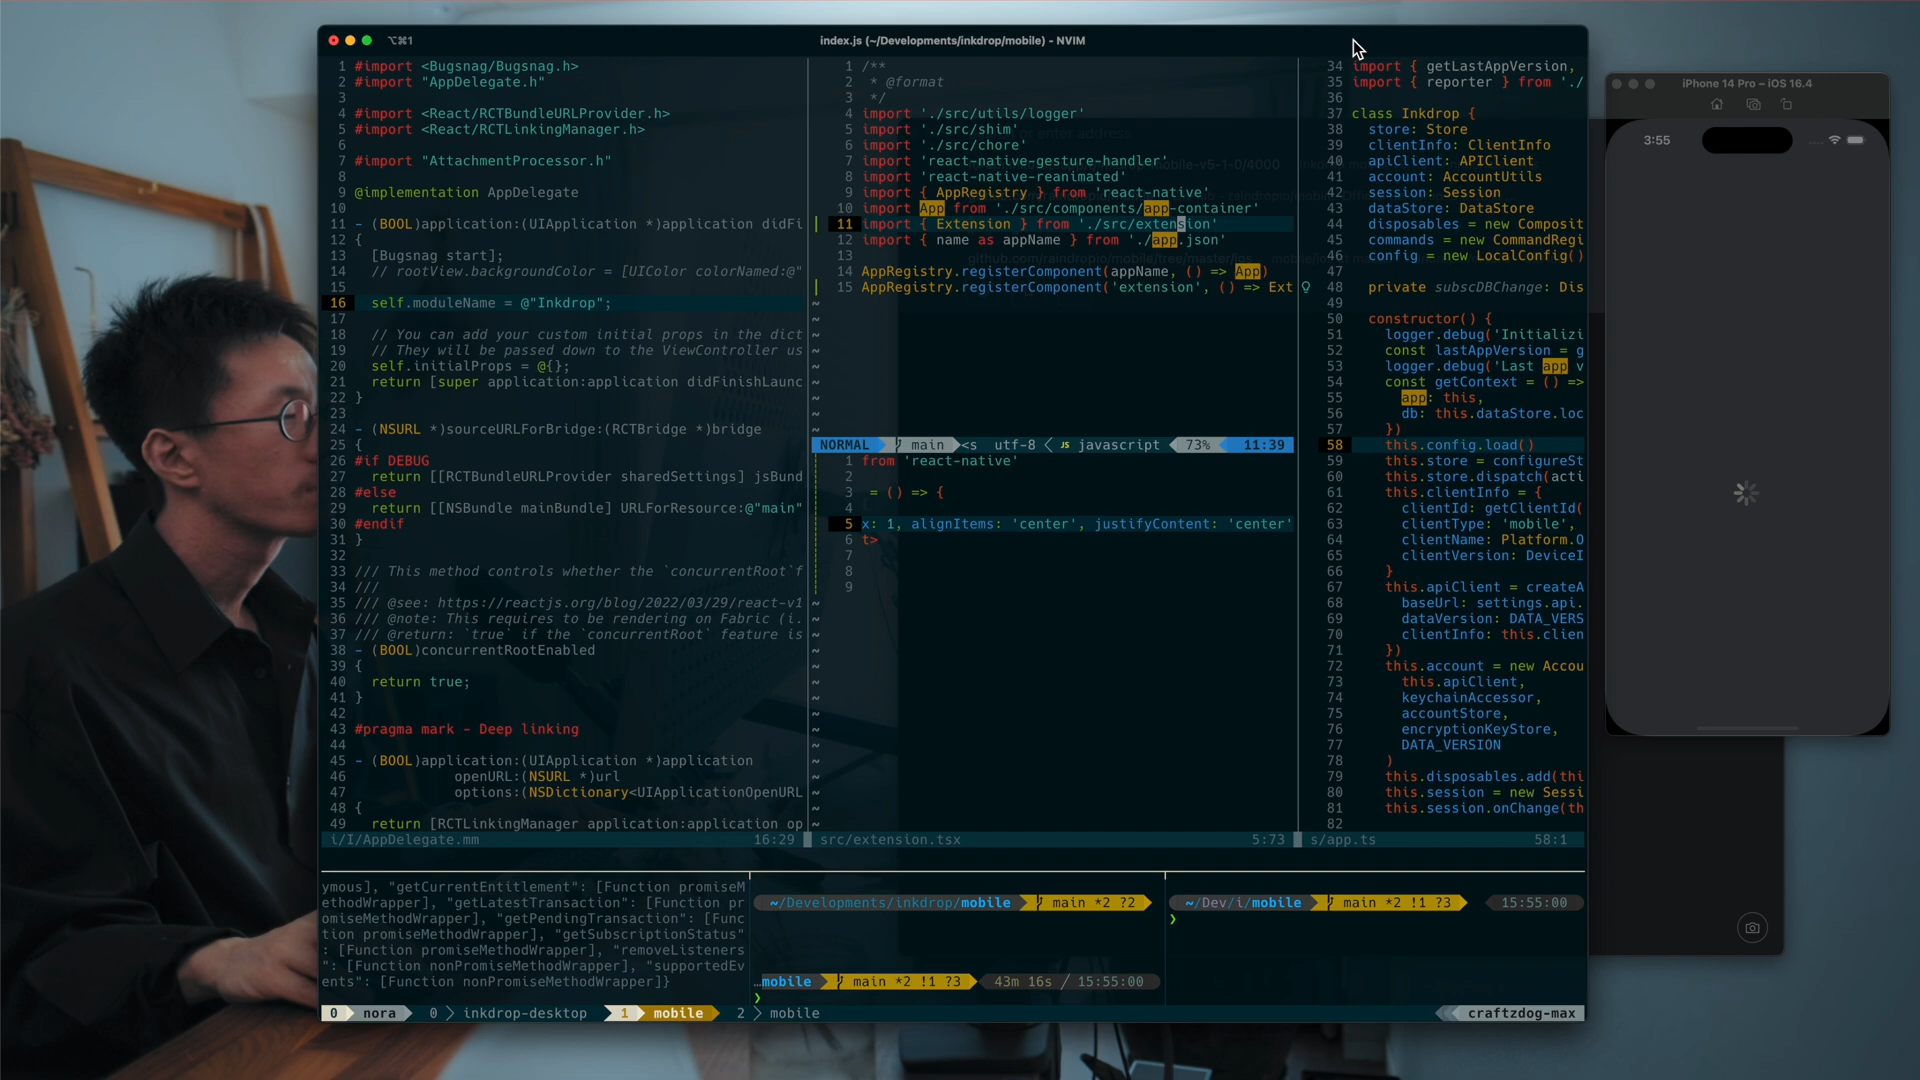 ⌥⌘1
index.js (~/Developments/inkdrop/mobile) - NVIM
1 #import <Bugsnag/Bugsnag.h>
2 #import "AppDelegate.h"
3
4 #import <React/RCTBundleURLProvider.h>
5 #import <React/RCTLinkingManager.h>
6
7 #import "AttachmentProcessor.h"
8
9 @implementation AppDelegate
10
11 - (BOOL)application:(UIApplication *)application didFi
12 {
13   [Bugsnag start];
14   // rootView.backgroundColor = [UIColor colorNamed:@"
15
16   self.moduleName = @"Inkdrop";
17
18   // You can add your custom initial props in the dict
19   // They will be passed down to the ViewController us
20   self.initialProps = @{};
21   return [super application:application didFinishLaunc
22 }
23
24 - (NSURL *)sourceURLForBridge:(RCTBridge *)bridge
25 {
26 #if DEBUG
27   return [[RCTBundleURLProvider sharedSettings] jsBund
28 #else
29   return [[NSBundle mainBundle] URLForResource:@"main"
30 #endif
31 }
32
33 /// This method controls whether the `concurrentRoot`f
34 ///
35 /// @see: https://reactjs.org/blog/2022/03/29/react-v1
36 /// @note: This requires to be rendering on Fabric (i.
37 /// @return: `true` if the `concurrentRoot` feature is
38 - (BOOL)concurrentRootEnabled
39 {
40   return true;
41 }
42
43 #pragma mark - Deep linking
44
45 - (BOOL)application:(UIApplication *)application
46             openURL:(NSURL *)url
47             options:(NSDictionary<UIApplicationOpenURL
48 {
49   return [RCTLinkingManager application:application op
i/I/AppDelegate.mm 16:29
1 /**
2  * @format
3  */
4 import './src/utils/logger'
5 import './src/shim'
6 import './src/chore'
7 import 'react-native-gesture-handler'
8 import 'react-native-reanimated'
9 import { AppRegistry } from 'react-native'
10 import App from './src/components/app-container'
11 import { Extension } from './src/extension'
12 import { name as appName } from './app.json'
13
14 AppRegistry.registerComponent(appName, () => App)
15 AppRegistry.registerComponent('extension', () => Ext
NORMAL main <s utf-8 < JS javascript 73% 11:39
1 from 'react-native'
2
3  = () => {
4
5 x: 1, alignItems: 'center', justifyContent: 'center'
6 t>
7
8
9
src/extension.tsx 5:73
34 import { getLastAppVersion,
35 import { reporter } from './
36
37 class Inkdrop {
38   store: Store
39   clientInfo: ClientInfo
40   apiClient: APIClient
41   account: AccountUtils
42   session: Session
43   dataStore: DataStore
44   disposables = new Composit
45   commands = new CommandRegi
46   config = new LocalConfig()
47
48   private subscDBChange: Dis
49
50   constructor() {
51     logger.debug('Initializi
52     const lastAppVersion = g
53     logger.debug('Last app v
54     const getContext = () =>
55       app: this,
56       db: this.dataStore.loc
57     })
58     this.config.load()
59     this.store = configureSt
60     this.store.dispatch(acti
61     this.clientInfo = {
62       clientId: getClientId(
63       clientType: 'mobile',
64       clientName: Platform.O
65       clientVersion: DeviceI
66     }
67     this.apiClient = createA
68       baseUrl: settings.api.
69       dataVersion: DATA_VERS
70       clientInfo: this.clien
71     })
72     this.account = new Accou
73       this.apiClient,
74       keychainAccessor,
75       accountStore,
76       encryptionKeyStore,
77       DATA_VERSION
78     )
79     this.disposables.add(thi
80     this.session = new Sessi
81     this.session.onChange(th
82
s/app.ts 58:1
ymous], "getCurrentEntitlement": [Function promiseM
ethodWrapper], "getLatestTransaction": [Function pr
omiseMethodWrapper], "getPendingTransaction": [Func
tion promiseMethodWrapper], "getSubscriptionStatus"
: [Function promiseMethodWrapper], "removeListeners
": [Function nonPromiseMethodWrapper], "supportedEv
ents": [Function nonPromiseMethodWrapper]}
~/Developments/inkdrop/mobile main *2 ?2
…mobile main *2 !1 ?3 43m 16s / 15:55:00
❯
~/Dev/i/mobile main *2 !1 ?3 15:55:00
❯
0 nora 0 > inkdrop-desktop 1 mobile 2 > mobile craftzdog-max
iPhone 14 Pro – iOS 16.4
3:55